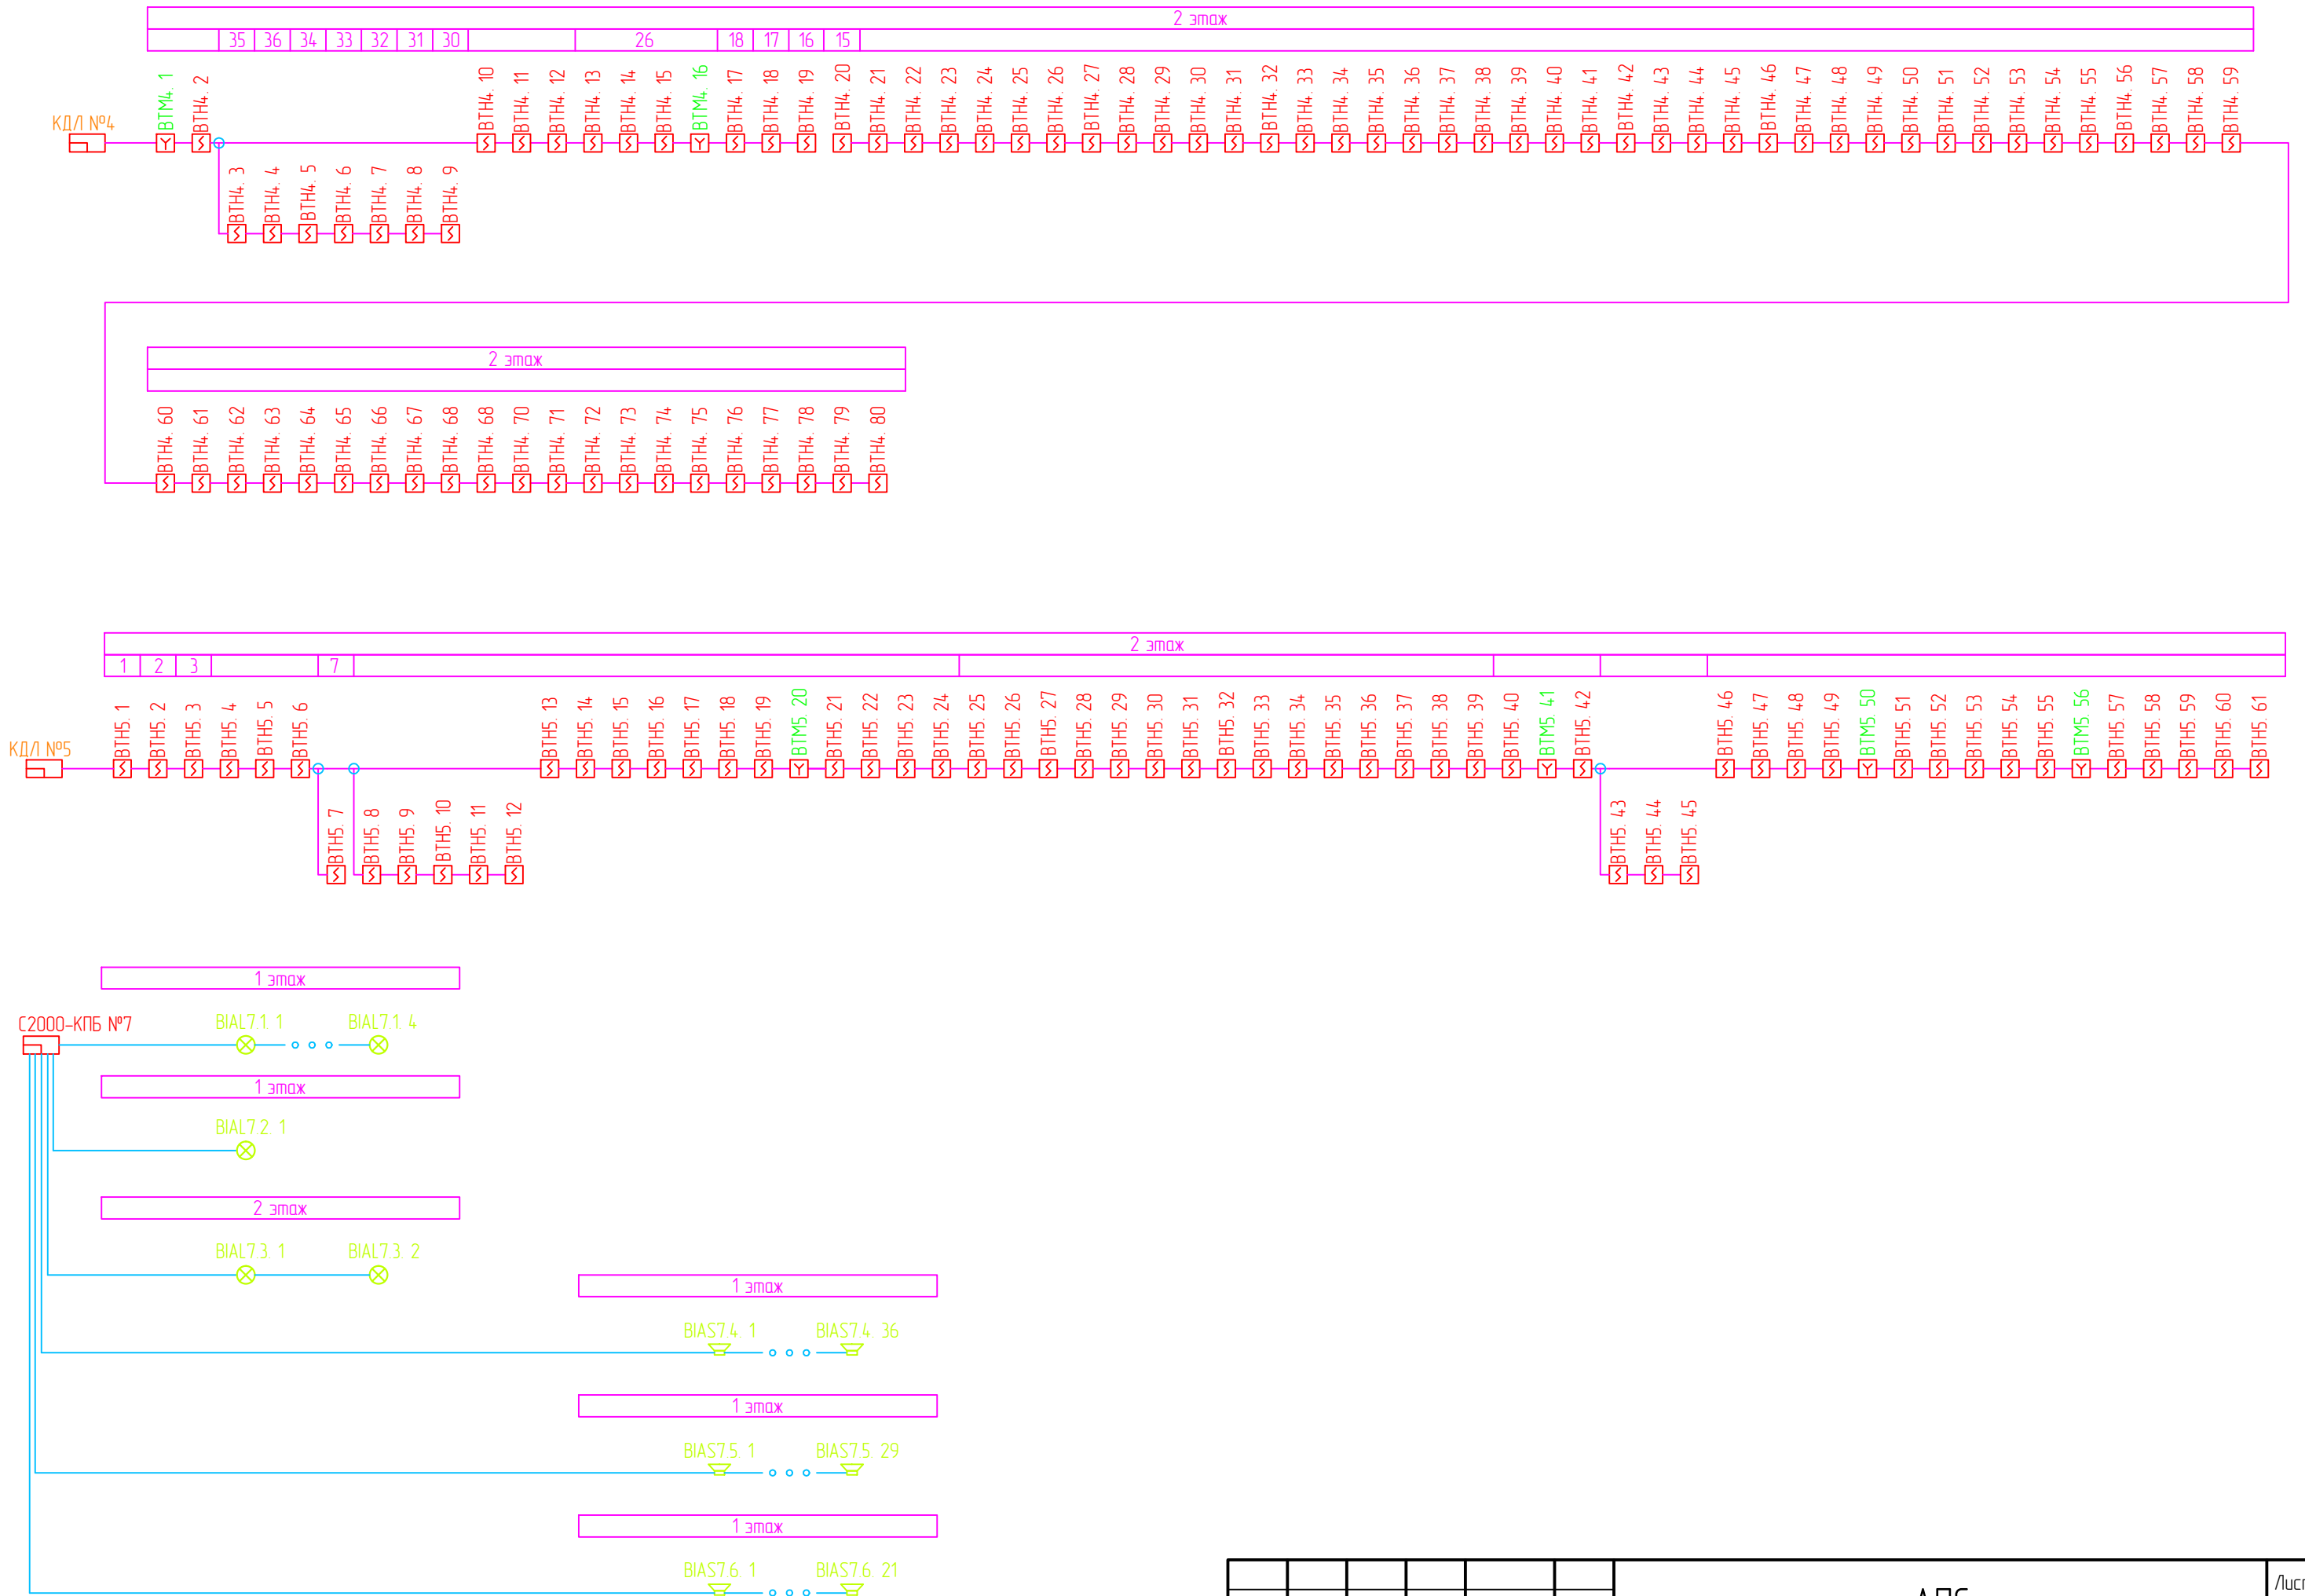 2 этаж
35 36 34 33 32 31 30 26 18 17 16 15
КДЛ №4
ВТМ4. 1 ВТН4. 2 ВТН4. 10 ВТН4. 11 ВТН4. 12 ВТН4. 13 ВТН4. 14 ВТН4. 15 ВТМ4. 16 ВТН4. 17 ВТН4. 18 ВТН4. 19 ВТН4. 20 ВТН4. 21 ВТН4. 22 ВТН4. 23 ВТН4. 24 ВТН4. 25 ВТН4. 26 ВТН4. 27 ВТН4. 28 ВТН4. 29 ВТН4. 30 ВТН4. 31 ВТН4. 32 ВТН4. 33 ВТН4. 34 ВТН4. 35 ВТН4. 36 ВТН4. 37 ВТН4. 38 ВТН4. 39 ВТН4. 40 ВТН4. 41 ВТН4. 42 ВТН4. 43 ВТН4. 44 ВТН4. 45 ВТН4. 46 ВТН4. 47 ВТН4. 48 ВТН4. 49 ВТН4. 50 ВТН4. 51 ВТН4. 52 ВТН4. 53 ВТН4. 54 ВТН4. 55 ВТН4. 56 ВТН4. 57 ВТН4. 58 ВТН4. 59
ВТН4. 3 ВТН4. 4 ВТН4. 5 ВТН4. 6 ВТН4. 7 ВТН4. 8 ВТН4. 9
2 этаж
ВТН4. 60 ВТН4. 61 ВТН4. 62 ВТН4. 63 ВТН4. 64 ВТН4. 65 ВТН4. 66 ВТН4. 67 ВТН4. 68 ВТН4. 68 ВТН4. 70 ВТН4. 71 ВТН4. 72 ВТН4. 73 ВТН4. 74 ВТН4. 75 ВТН4. 76 ВТН4. 77 ВТН4. 78 ВТН4. 79 ВТН4. 80
2 этаж
1 2 3 7
КДЛ №5
ВТН5. 1 ВТН5. 2 ВТН5. 3 ВТН5. 4 ВТН5. 5 ВТН5. 6 ВТН5. 13 ВТН5. 14 ВТН5. 15 ВТН5. 16 ВТН5. 17 ВТН5. 18 ВТН5. 19 ВТМ5. 20 ВТН5. 21 ВТН5. 22 ВТН5. 23 ВТН5. 24 ВТН5. 25 ВТН5. 26 ВТН5. 27 ВТН5. 28 ВТН5. 29 ВТН5. 30 ВТН5. 31 ВТН5. 32 ВТН5. 33 ВТН5. 34 ВТН5. 35 ВТН5. 36 ВТН5. 37 ВТН5. 38 ВТН5. 39 ВТН5. 40 ВТМ5. 41 ВТН5. 42 ВТН5. 46 ВТН5. 47 ВТН5. 48 ВТН5. 49 ВТМ5. 50 ВТН5. 51 ВТН5. 52 ВТН5. 53 ВТН5. 54 ВТН5. 55 ВТМ5. 56 ВТН5. 57 ВТН5. 58 ВТН5. 59 ВТН5. 60 ВТН5. 61
ВТН5. 7 ВТН5. 8 ВТН5. 9 ВТН5. 10 ВТН5. 11 ВТН5. 12 ВТН5. 43 ВТН5. 44 ВТН5. 45
1 этаж
С2000-КПБ №7
BIAL7.1. 1 BIAL7.1. 4
1 этаж
BIAL7.2. 1
2 этаж
BIAL7.3. 1 BIAL7.3. 2
1 этаж
BIAS7.4. 1 BIAS7.4. 36
1 этаж
BIAS7.5. 1 BIAS7.5. 29
1 этаж
BIAS7.6. 1 BIAS7.6. 21